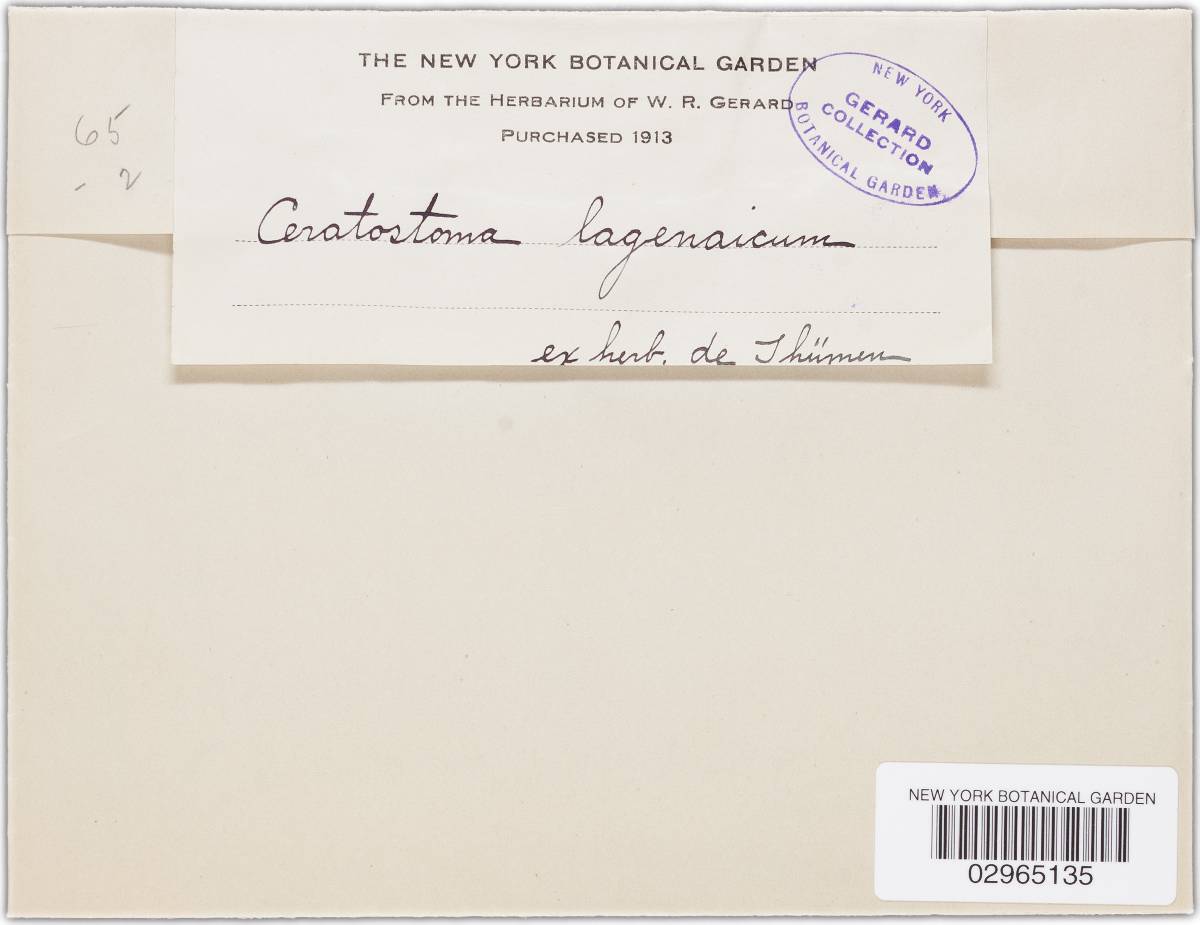 THE NEW YORK BOTANICAL GARDEN
FROM THE HERBARIUM OF W. R. GERARD
PURCHASED 1913
NEW YORK
GERARD
COLLECTION
BOTANICAL GARDEN
65
- 2
Ceratostoma lagenaicum
ex herb. de Thümen
NEW YORK BOTANICAL GARDEN
02965135